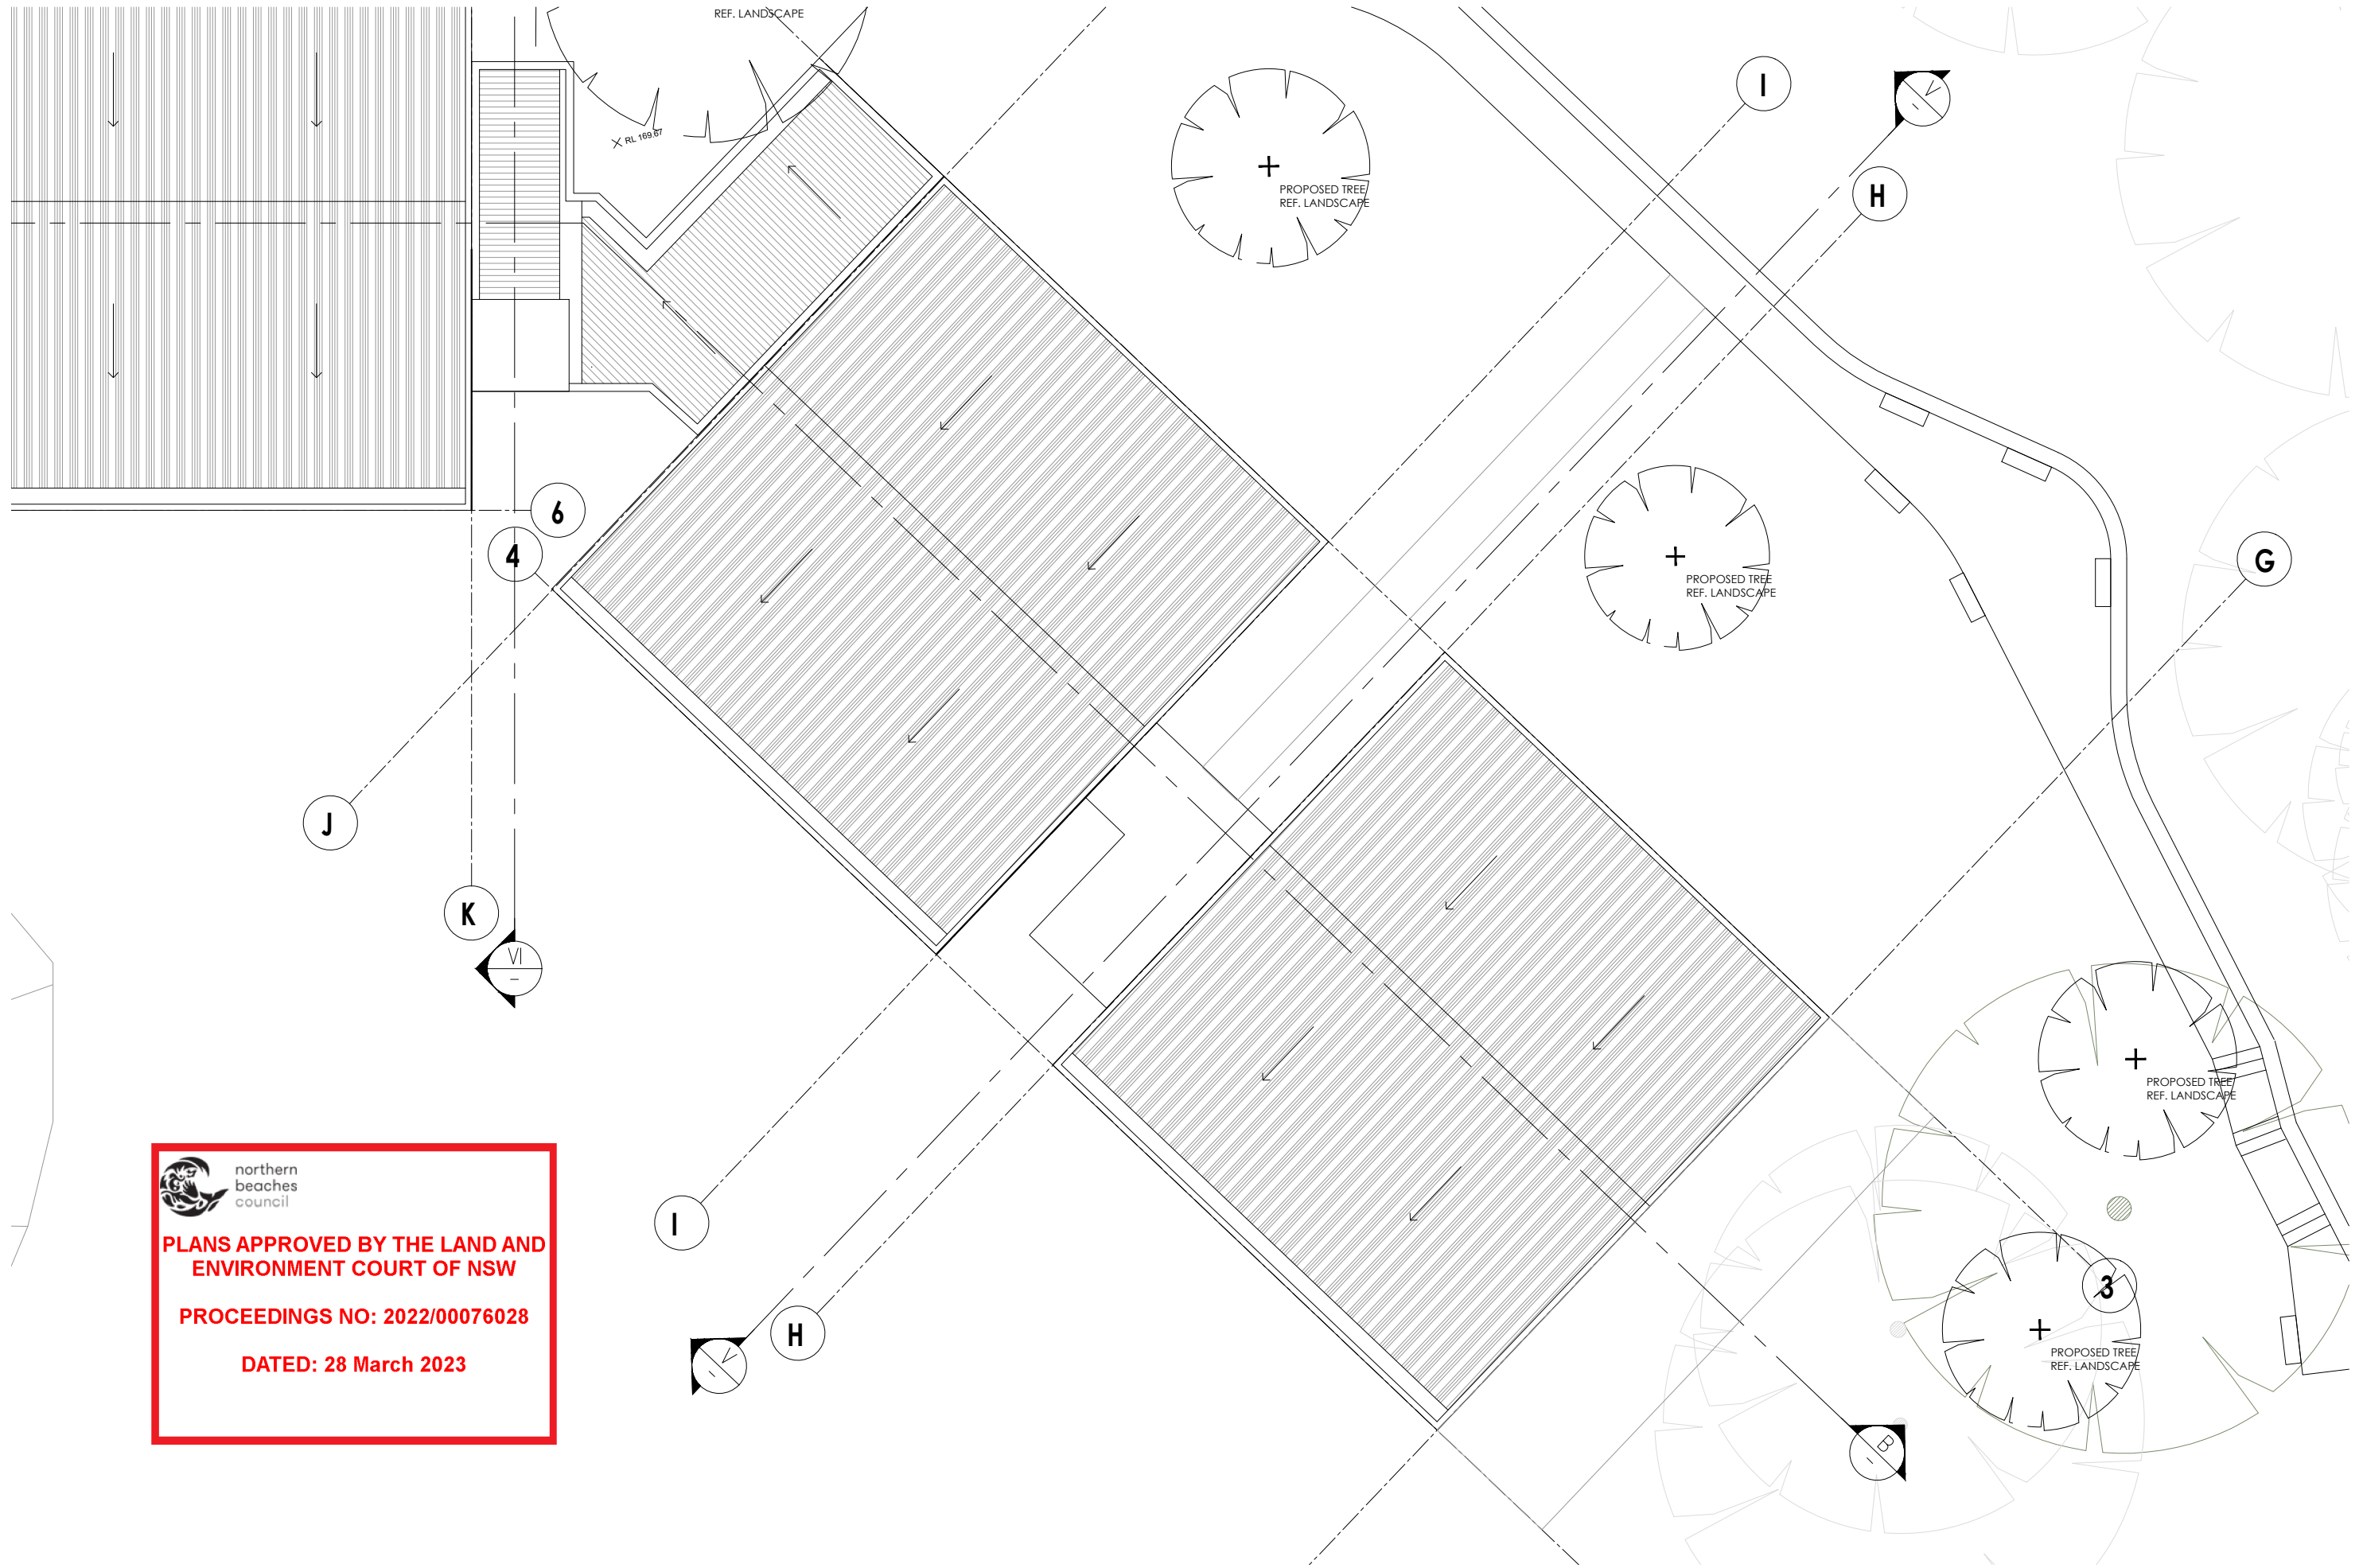 REF. LANDSCAPE
RL 169.67
I
V
-
H
PROPOSED TREE
REF. LANDSCAPE
6
4
G
PROPOSED TREE
REF. LANDSCAPE
J
K
VI
-
PROPOSED TREE
REF. LANDSCAPE
I
H
V
-
3
PROPOSED TREE
REF. LANDSCAPE
B
-
northern
beaches
council
PLANS APPROVED BY THE LAND AND
ENVIRONMENT COURT OF NSW
PROCEEDINGS NO: 2022/00076028
DATED: 28 March 2023